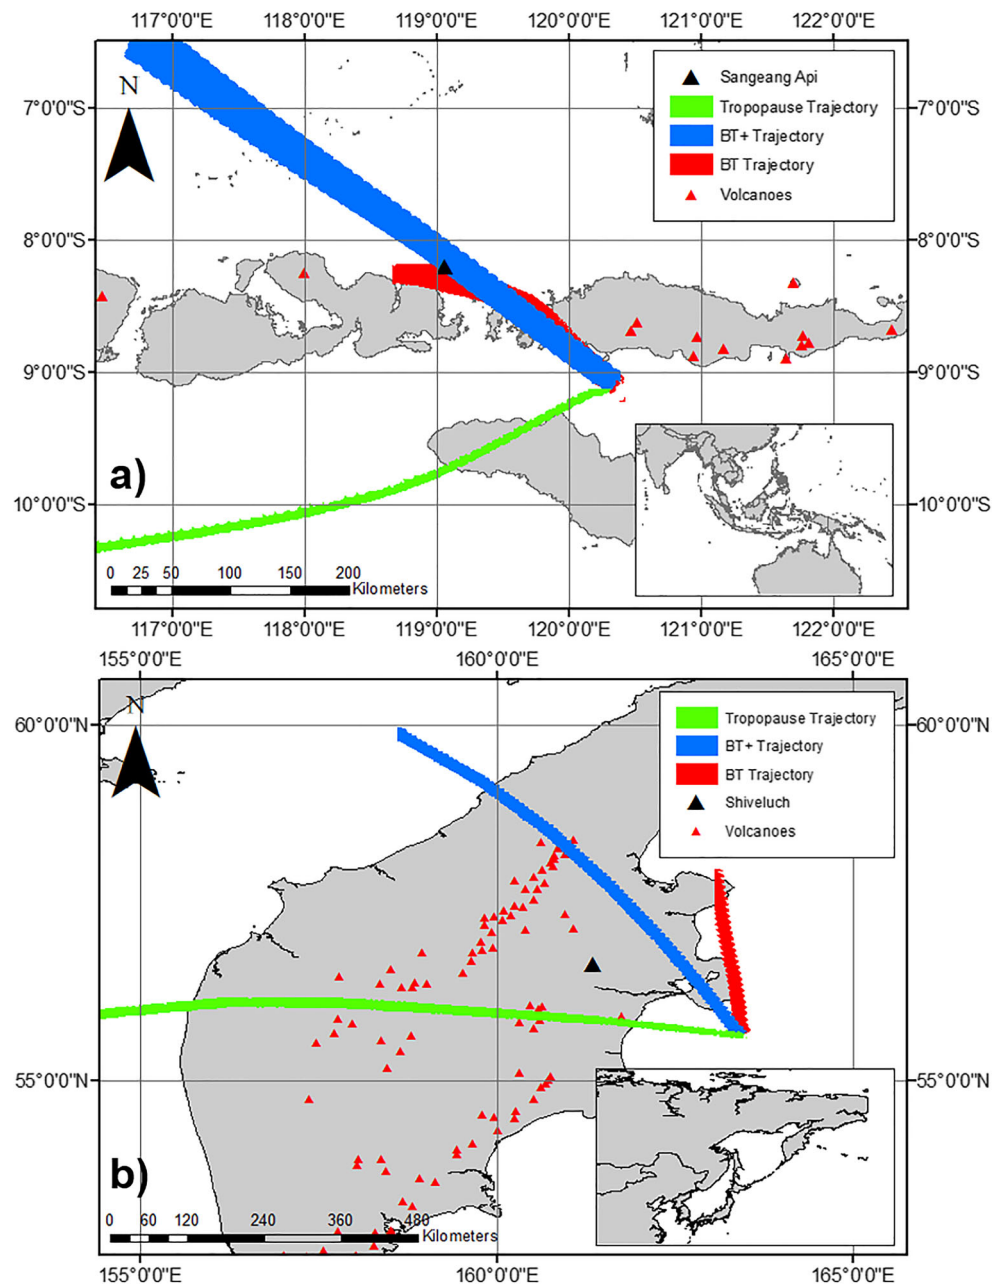 117°0'0"E 118°0'0"E 119°0'0"E 120°0'0"E 121°0'0"E 122°0'0"E
N
Sangeang Api
Tropopause Trajectory
BT+ Trajectory
BT Trajectory
Volcanoes
7°0'0"S 7°0'0"S
8°0'0"S 8°0'0"S
9°0'0"S 9°0'0"S
a)
10°0'0"S 10°0'0"S
0 25 50 100 150 200
Kilometers
117°0'0"E 118°0'0"E 119°0'0"E 120°0'0"E 121°0'0"E 122°0'0"E
155°0'0"E 160°0'0"E 165°0'0"E
N
60°0'0"N 60°0'0"N
Tropopause Trajectory
BT+ Trajectory
BT Trajectory
Shiveluch
Volcanoes
55°0'0"N 55°0'0"N
b)
0 60 120 240 360 480
Kilometers
155°0'0"E 160°0'0"E 165°0'0"E